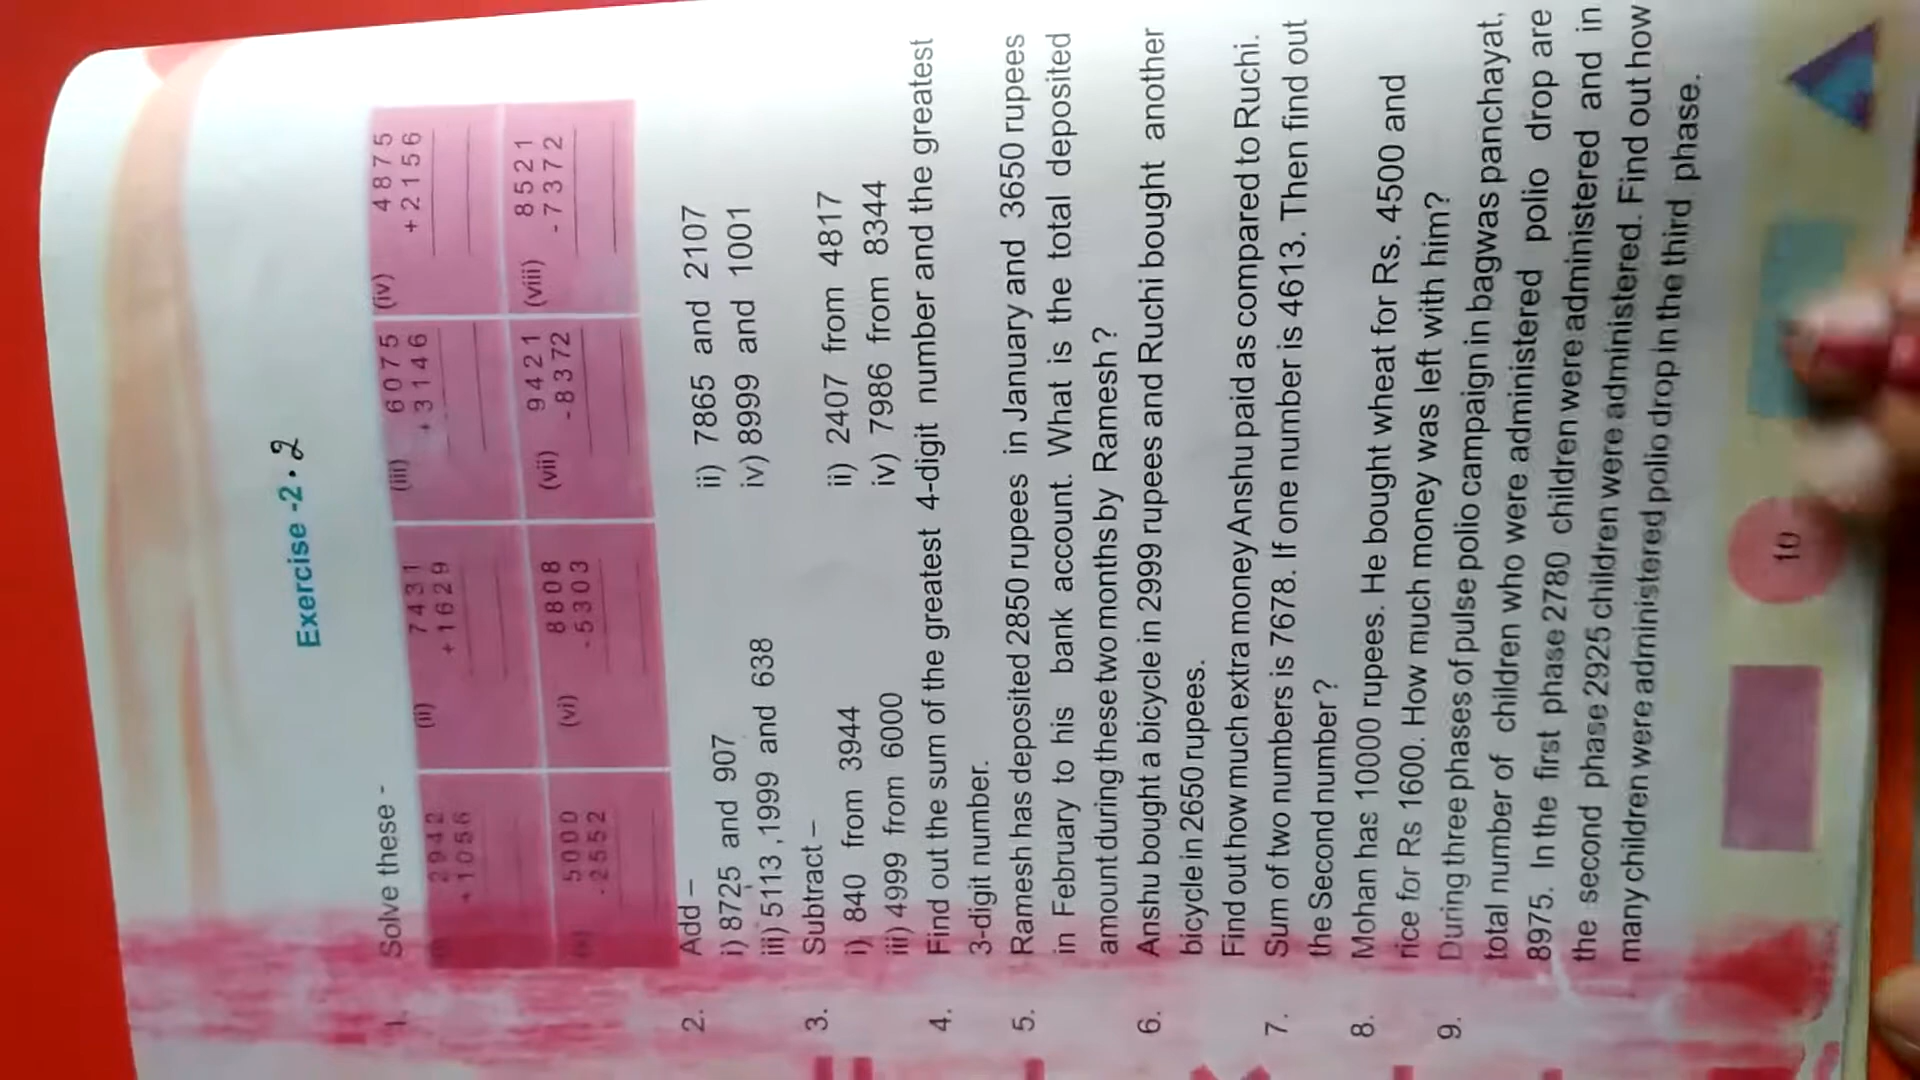 Exercise -2.2
1. Solve these -
(ii) (iii) (iv)
2942 7431 6075 4875
+1056 +1629 +3146 +2156
(vi) (vii) (viii)
5000 8808 9421 8521
-2552 -5303 -8372 -7372
2. Add –
i) 8725 and 907 ii) 7865 and 2107
iii) 5113 ,1999 and 638 iv) 8999 and 1001
3. Subtract –
i) 840 from 3944 ii) 2407 from 4817
iii) 4999 from 6000 iv) 7986 from 8344
4. Find out the sum of the greatest 4-digit number and the greatest
3-digit number.
5. Ramesh has deposited 2850 rupees in January and 3650 rupees
in February to his bank account. What is the total deposited
amount during these two months by Ramesh ?
6. Anshu bought a bicycle in 2999 rupees and Ruchi bought another
bicycle in 2650 rupees.
Find out how much extra money Anshu paid as compared to Ruchi.
7. Sum of two numbers is 7678. If one number is 4613. Then find out
the Second number ?
8. Mohan has 10000 rupees. He bought wheat for Rs. 4500 and
rice for Rs 1600. How much money was left with him?
9. During three phases of pulse polio campaign in bagwas panchayat,
total number of children who were administered polio drop are
8975. In the first phase 2780 children were administered and in
the second phase 2925 children were administered. Find out how
many children were administered polio drop in the third phase.
10